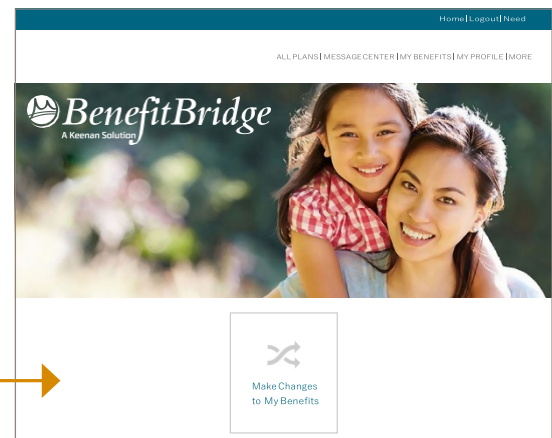 Home|Logout|Need
ALL PLANS|MESSAGE CENTER|MY BENEFITS|MY PROFILE|MORE
BenefitBridge
A Keenan Solution
Make Changes
to My Benefits